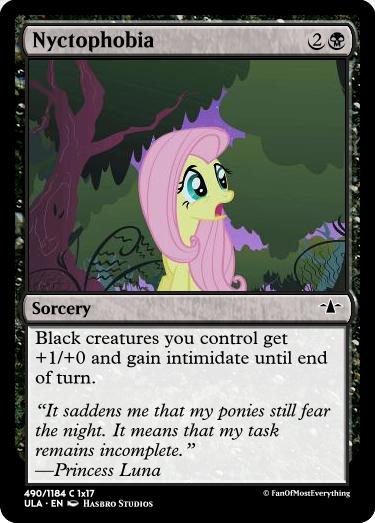 Nyctophobia 2
Sorcery
Black creatures you control get
+1/+0 and gain intimidate until end
of turn.
“It saddens me that my ponies still fear
the night. It means that my task
remains incomplete.”
—Princess Luna
490/1184 C 1x17
ULA • EN Hasbro Studios
© FanOfMostEverything